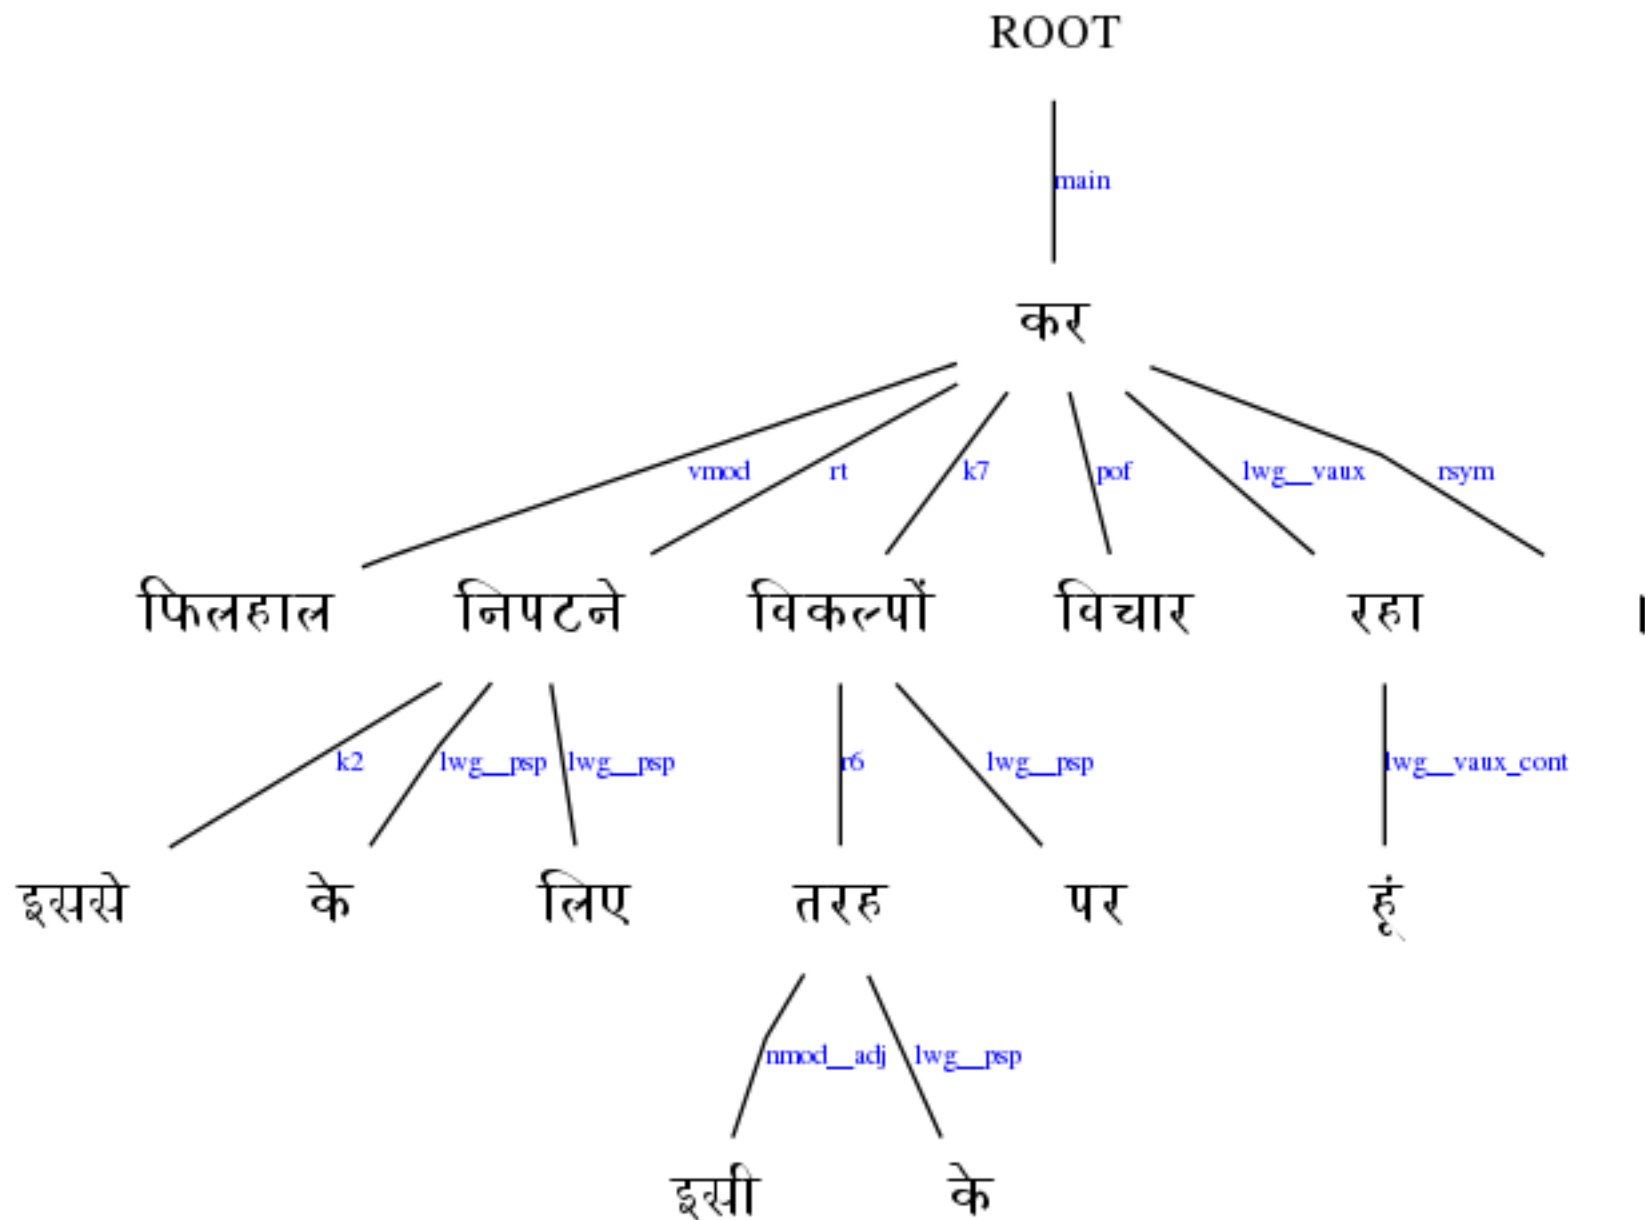 ROOT
main
कर
vmod rt k7 pof lwg__vaux rsym
फिलहाल निपटने विकल्पों विचार रहा ।
k2 lwg__psp lwg__psp r6 lwg__psp lwg__vaux_cont
इससे के लिए तरह पर हूं
nmod__adj lwg__psp
इसी के